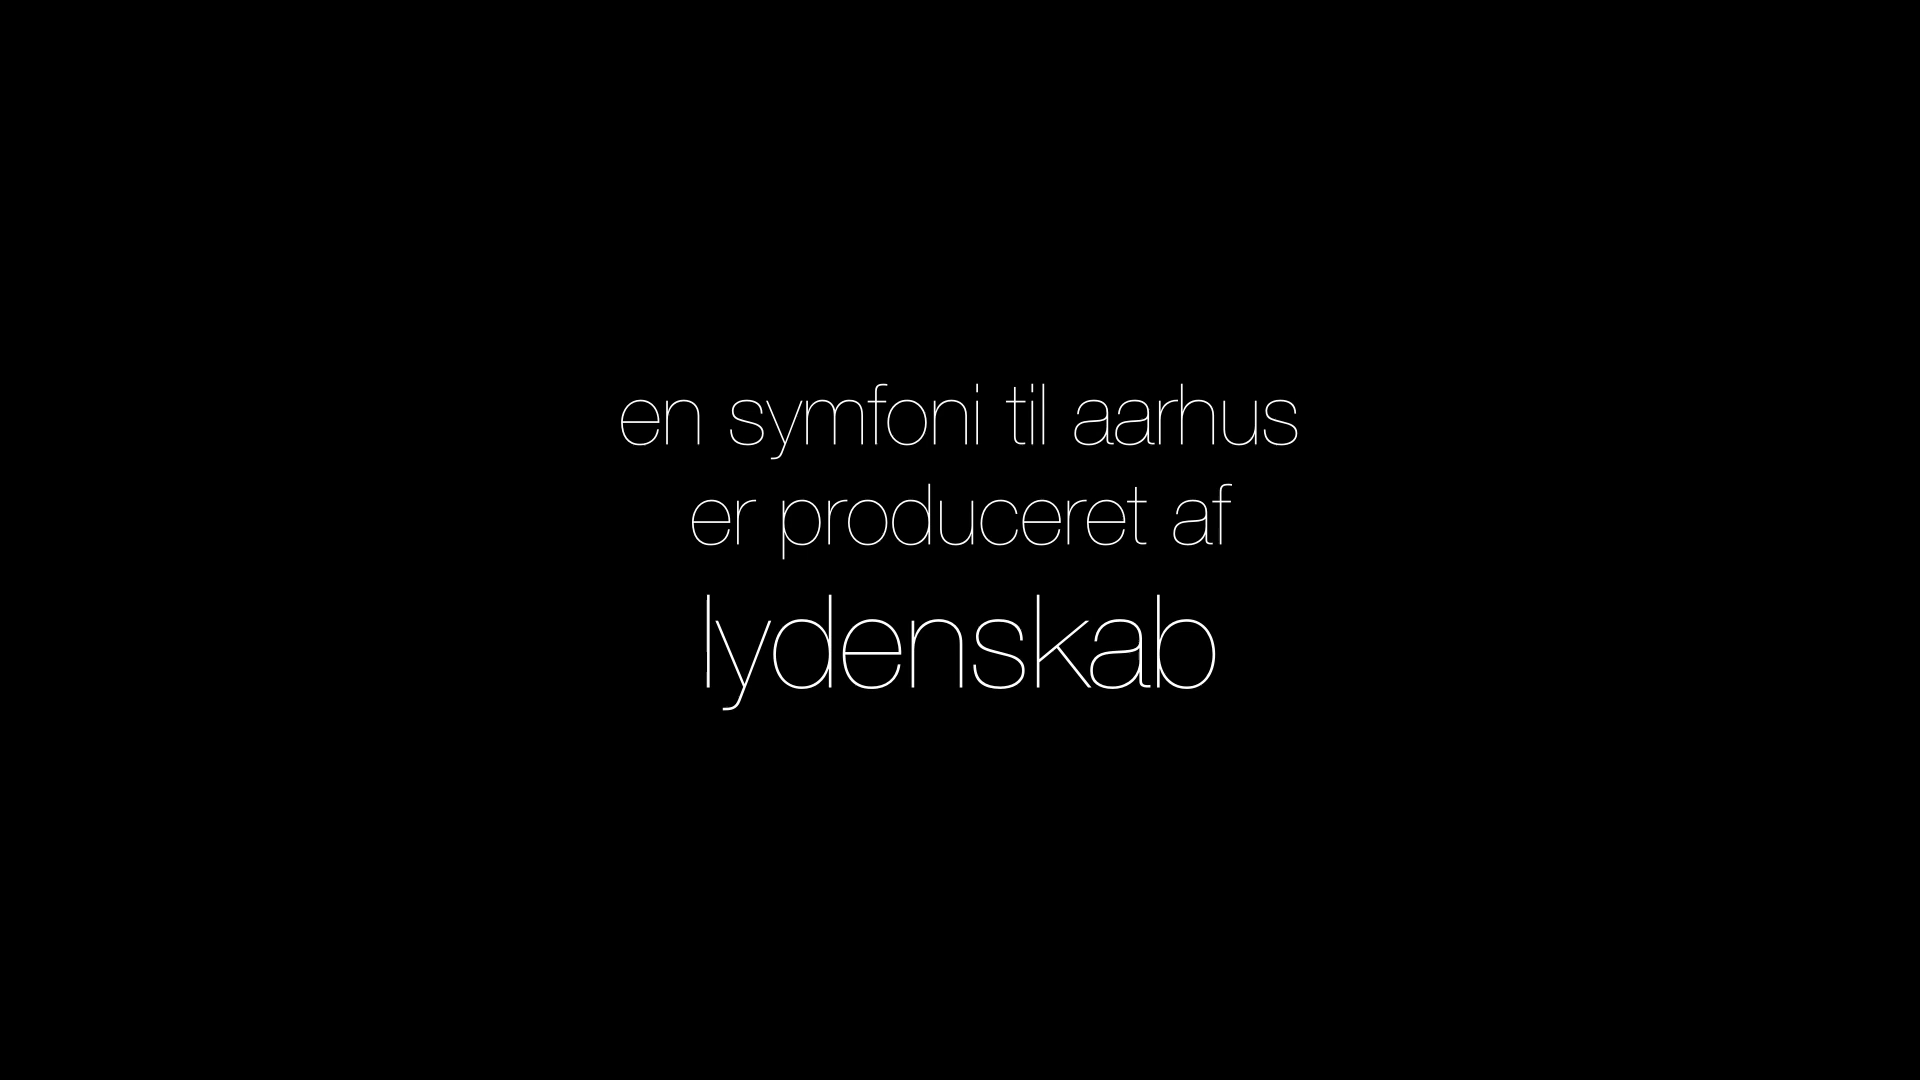 en symfoni til aarhus
er produceret af
lydenskab